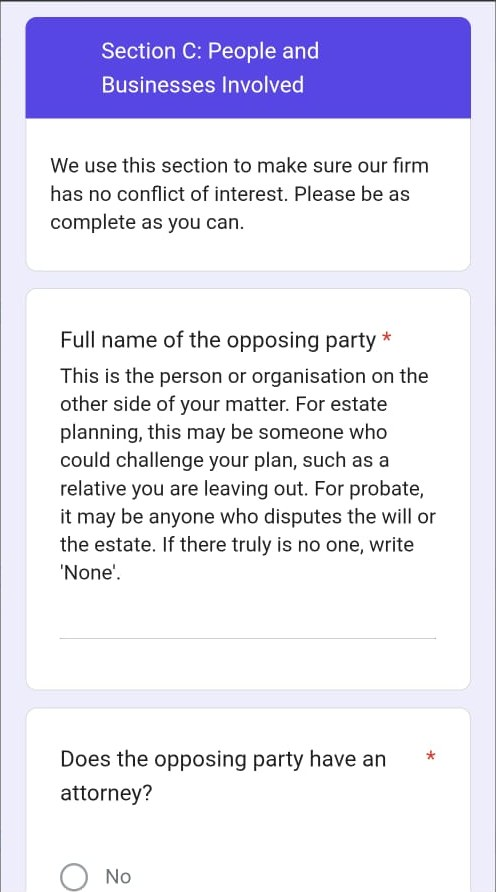 Section C: People and
Businesses Involved
We use this section to make sure our firm
has no conflict of interest. Please be as
complete as you can.
Full name of the opposing party *
This is the person or organisation on the
other side of your matter. For estate
planning, this may be someone who
could challenge your plan, such as a
relative you are leaving out. For probate,
it may be anyone who disputes the will or
the estate. If there truly is no one, write
'None'.
Does the opposing party have an *
attorney?
No